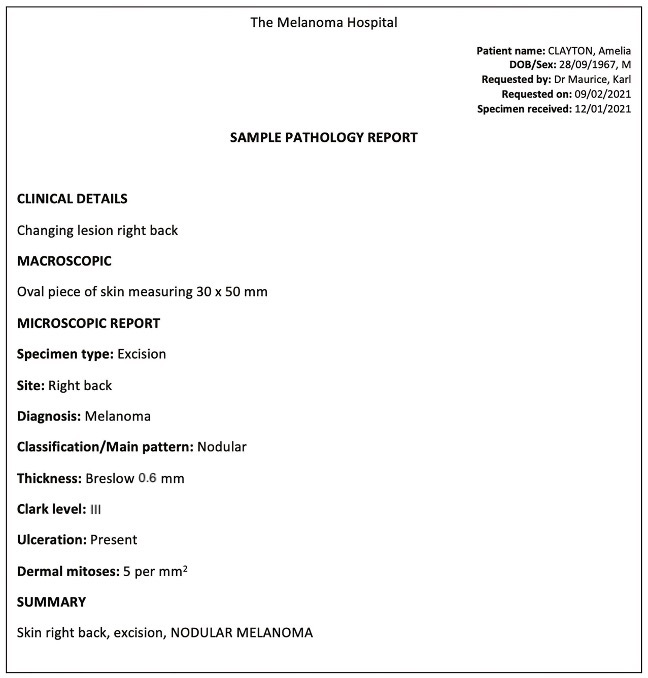 The Melanoma Hospital
Patient name: CLAYTON, Amelia
DOB/Sex: 28/09/1967, M
Requested by: Dr Maurice, Karl
Requested on: 09/02/2021
Specimen received: 12/01/2021
SAMPLE PATHOLOGY REPORT
CLINICAL DETAILS
Changing lesion right back
MACROSCOPIC
Oval piece of skin measuring 30 x 50 mm
MICROSCOPIC REPORT
Specimen type: Excision
Site: Right back
Diagnosis: Melanoma
Classification/Main pattern: Nodular
Thickness: Breslow 0.6 mm
Clark level: III
Ulceration: Present
Dermal mitoses: 5 per mm²
SUMMARY
Skin right back, excision, NODULAR MELANOMA